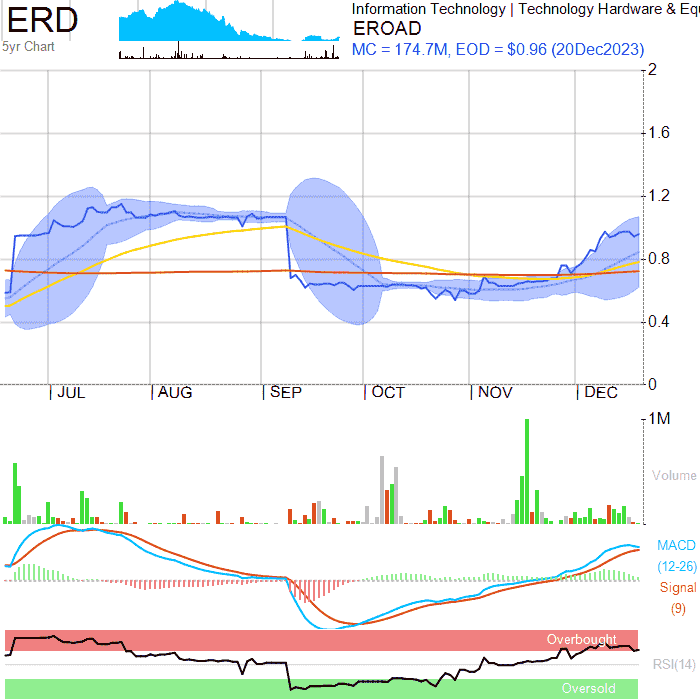 ERD
5yr Chart
Information Technology | Technology Hardware & Equ
EROAD
MC = 174.7M, EOD = $0.96 (20Dec2023)
2
1.6
1.2
0.8
0.4
0
JUL AUG SEP OCT NOV DEC
1M
Volume
MACD
(12-26)
Signal
(9)
Overbought
RSI(14)
Oversold